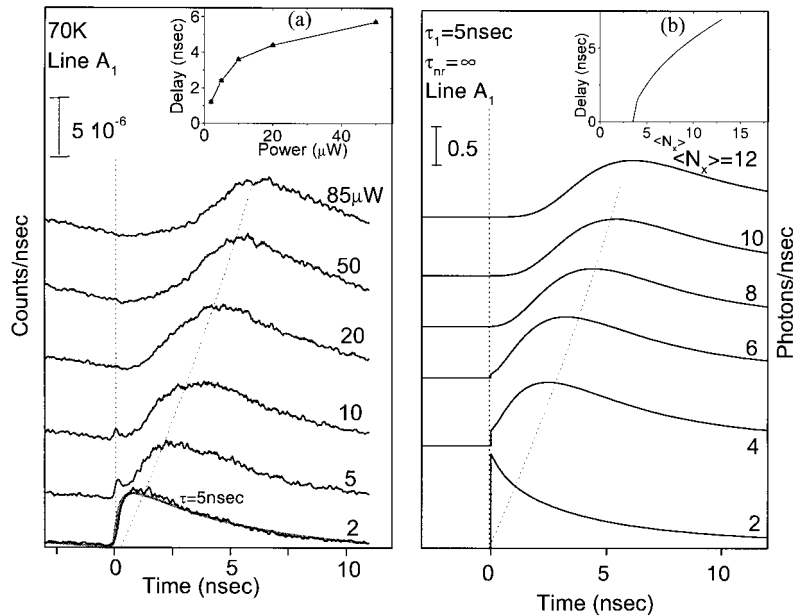 (a)
70K
Line A₁
5 10⁻⁶
Delay (nsec)
6
4
2
0
0
20
40
Power (μW)
85μW
50
20
10
5
τ=5nsec
2
Counts/nsec
0
5
10
Time (nsec)
(b)
τ₁=5nsec
τₙᵣ=∞
Line A₁
0.5
Delay (nsec)
5
0
0
5
10
15
<Nₓ>
<Nₓ>=12
10
8
6
4
2
Photons/nsec
0
5
10
Time (nsec)